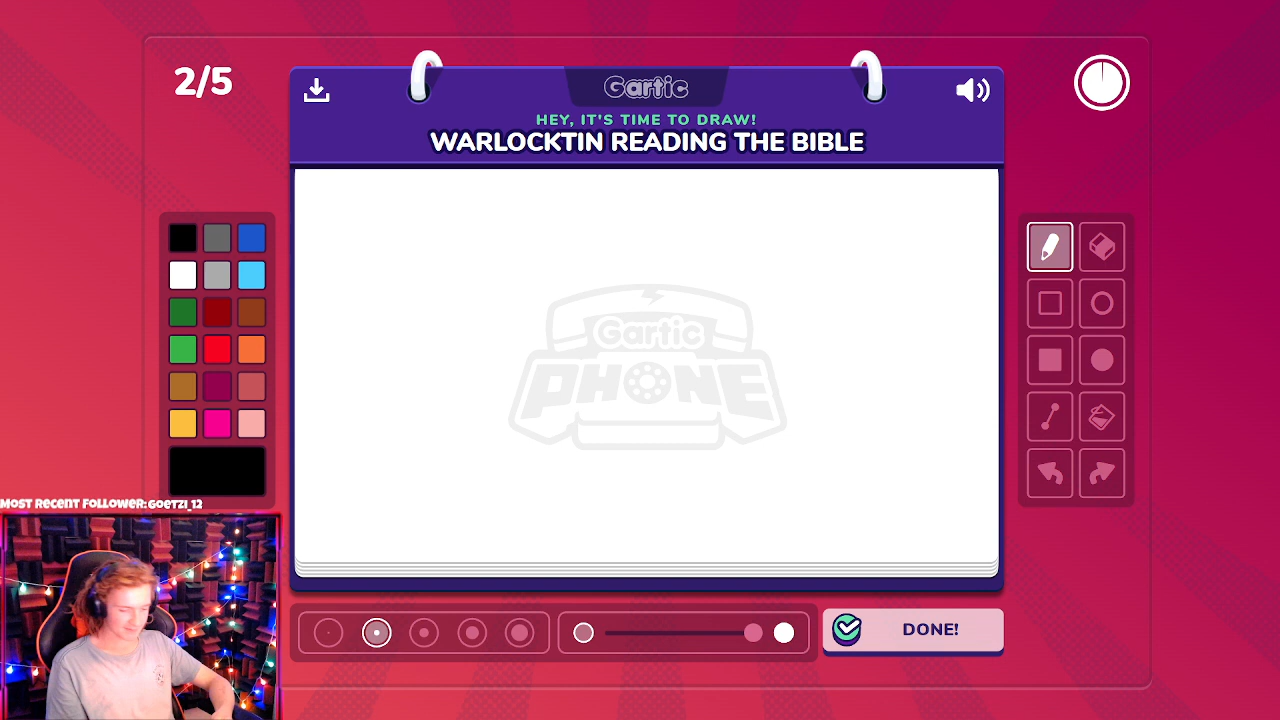 2/5
Gartic
HEY, IT'S TIME TO DRAW!
WARLOCKTIN READING THE BIBLE
Gartic
PHONE
MOST RECENT FOLLOWER:GOETZI_12
DONE!